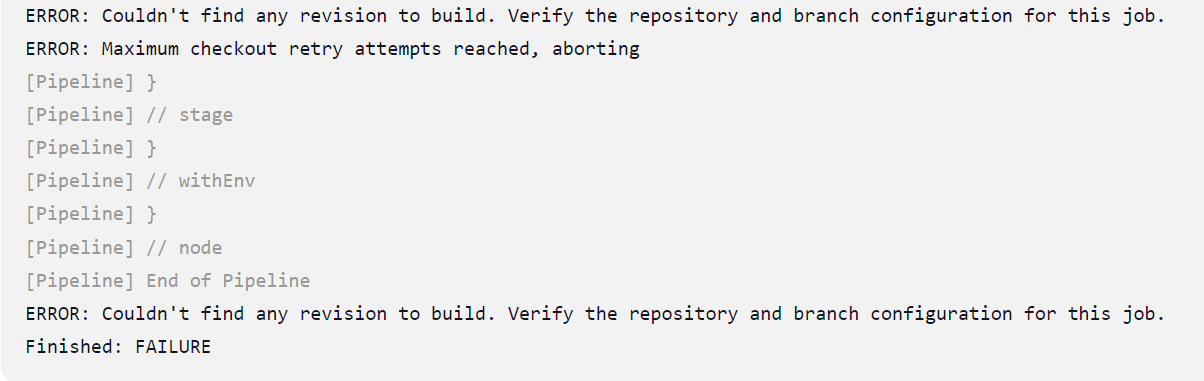 ERROR: Couldn't find any revision to build. Verify the repository and branch configuration for this job.
ERROR: Maximum checkout retry attempts reached, aborting
[Pipeline] }
[Pipeline] // stage
[Pipeline] }
[Pipeline] // withEnv
[Pipeline] }
[Pipeline] // node
[Pipeline] End of Pipeline
ERROR: Couldn't find any revision to build. Verify the repository and branch configuration for this job.
Finished: FAILURE